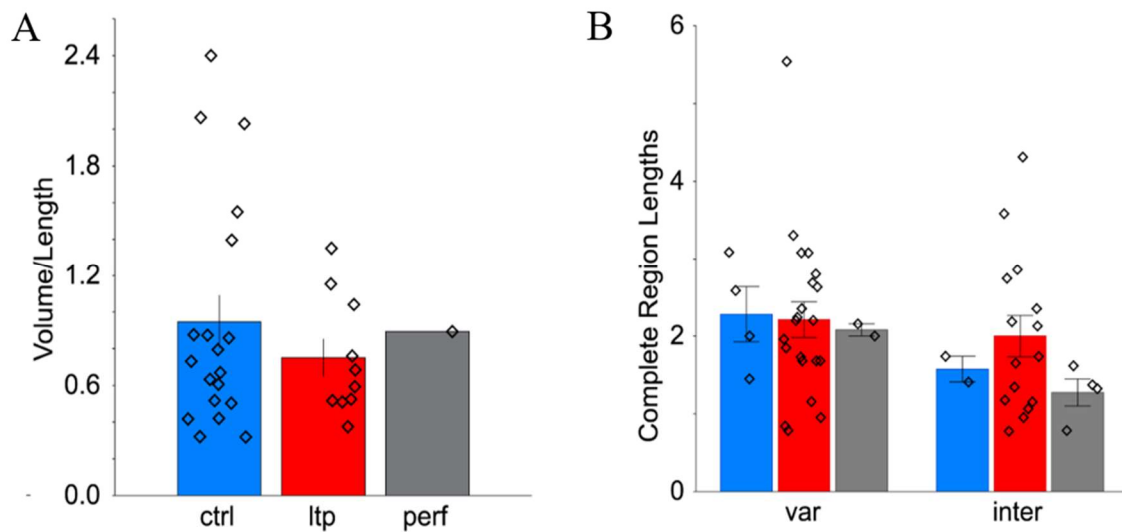 A
Volume/Length
2.4
1.8
1.2
0.6
0.0
ctrl ltp perf
B
Complete Region Lengths
6
4
2
0
var inter